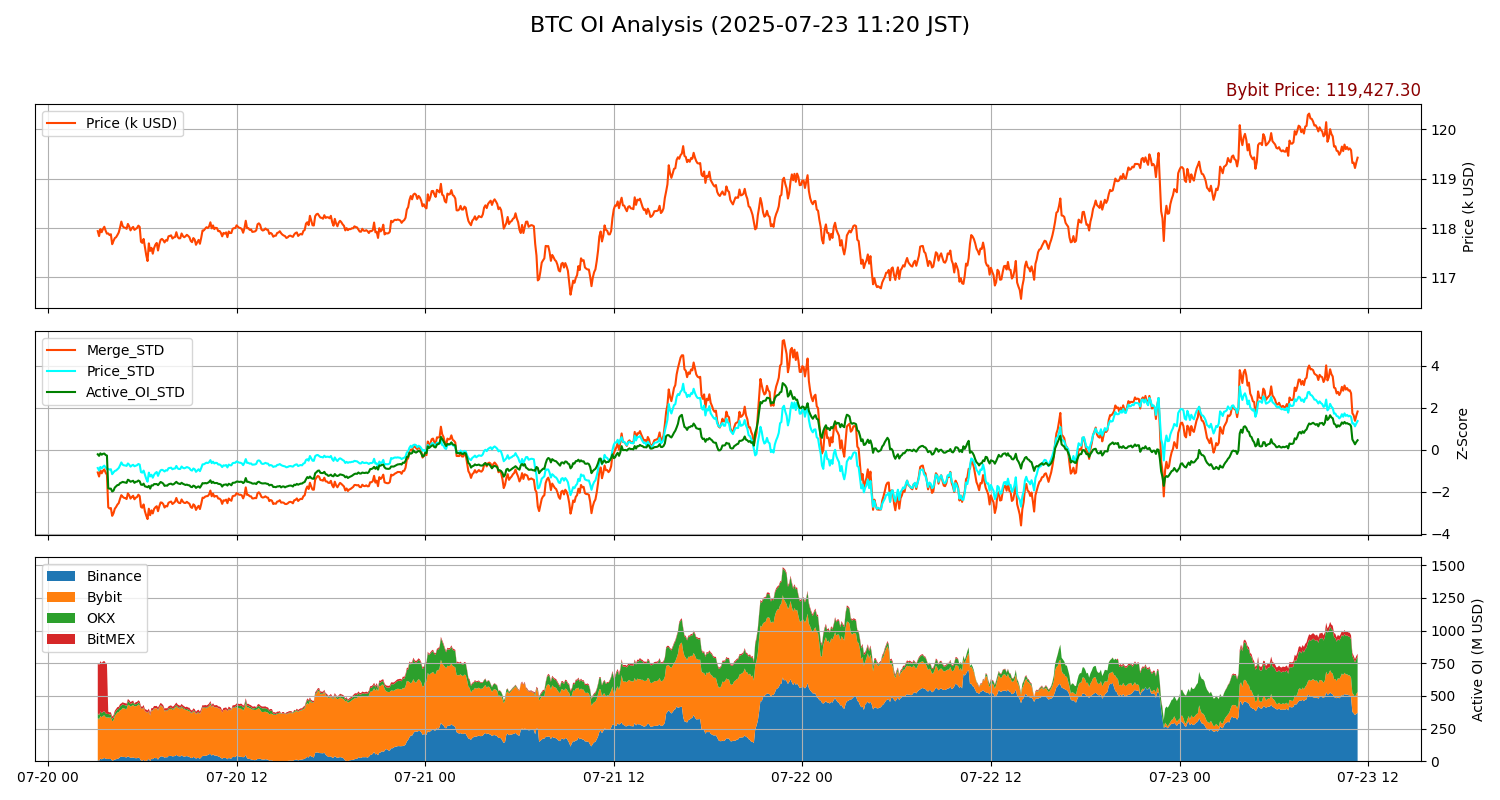 BTC OI Analysis (2025-07-23 11:20 JST)
Bybit Price: 119,427.30
Price (k USD)
120
119
118
117
Price (k USD)
Merge_STD
Price_STD
Active_OI_STD
4
2
0
−2
−4
Z-Score
Binance
Bybit
OKX
BitMEX
1500
1250
1000
750
500
250
0
Active OI (M USD)
07-20 00
07-20 12
07-21 00
07-21 12
07-22 00
07-22 12
07-23 00
07-23 12